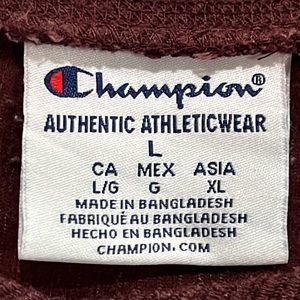 Champion®
AUTHENTIC ATHLETICWEAR
L
CA MEX ASIA
L/G G XL
MADE IN BANGLADESH
FABRIQUÉ AU BANGLADESH
HECHO EN BANGLADESH
CHAMPION.COM